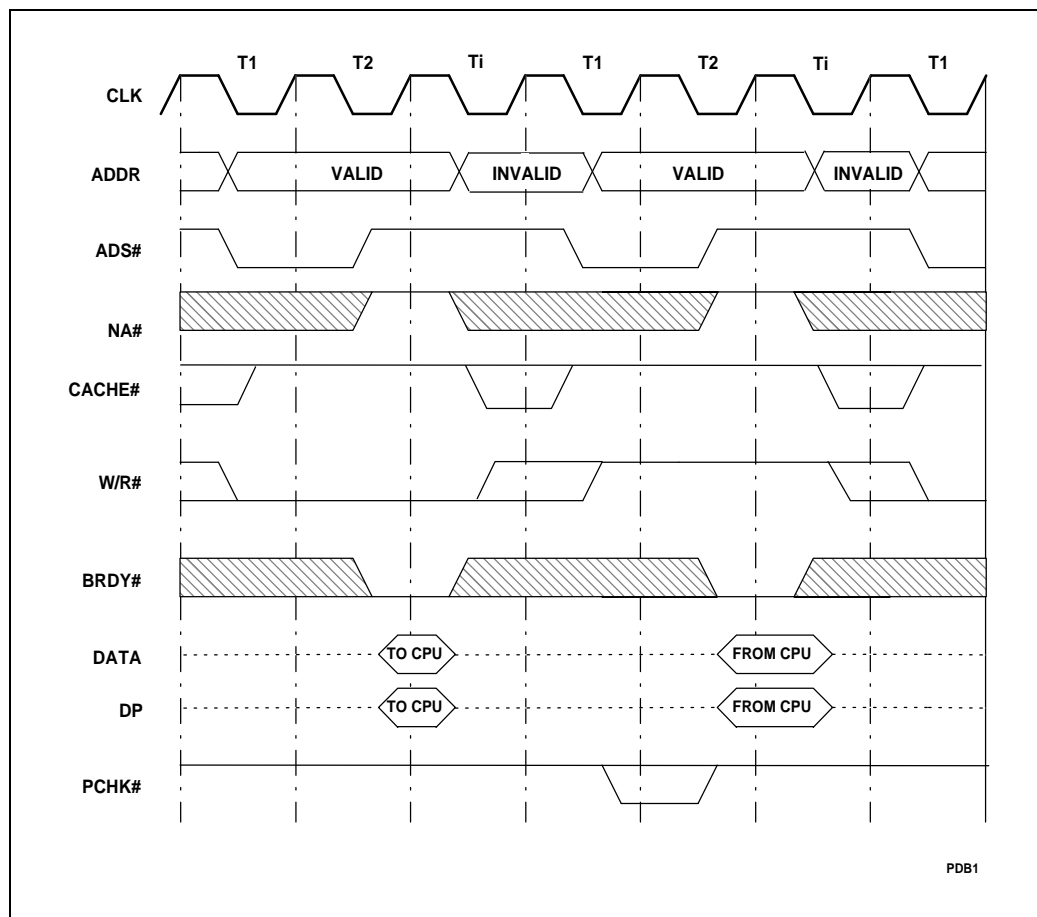 T1 T2 Ti T1 T2 Ti T1
CLK
ADDR VALID INVALID VALID INVALID
ADS#
NA#
CACHE#
W/R#
BRDY#
DATA TO CPU FROM CPU
DP TO CPU FROM CPU
PCHK#
PDB1